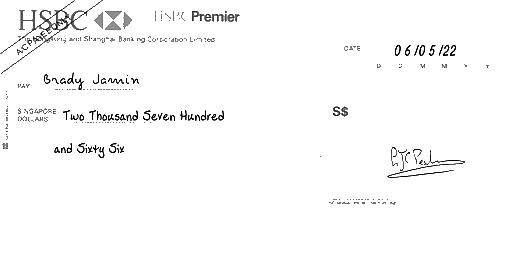 HSBC HSBC Premier
The Hongkong and Shanghai Banking Corporation Limited
A/C PAYEE ONLY
DATE 06/05/22
D D M M Y Y
PAY Brady Jamin
SINGAPORE DOLLARS Two Thousand Seven Hundred
and Sixty Six
S$